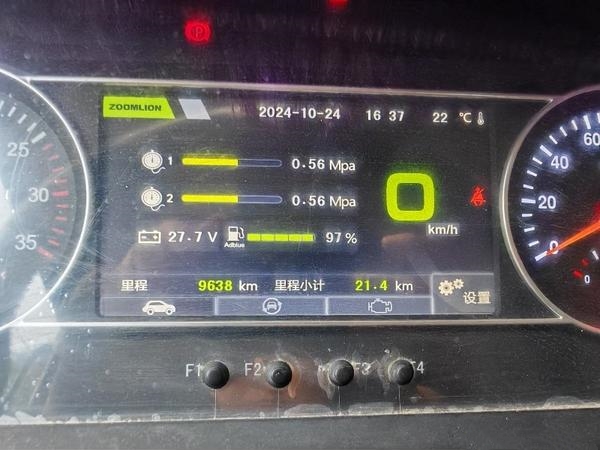 ZOOMLION 2024-10-24 16 37 22 ℃
1 0.56 Mpa
2 0.56 Mpa
0
km/h
27.7 V Adblue 97 %
里程 9638 km 里程小计 21.4 km
设置
F1 F2 F3 F4
25
30
35
60
40
20
0
0
P